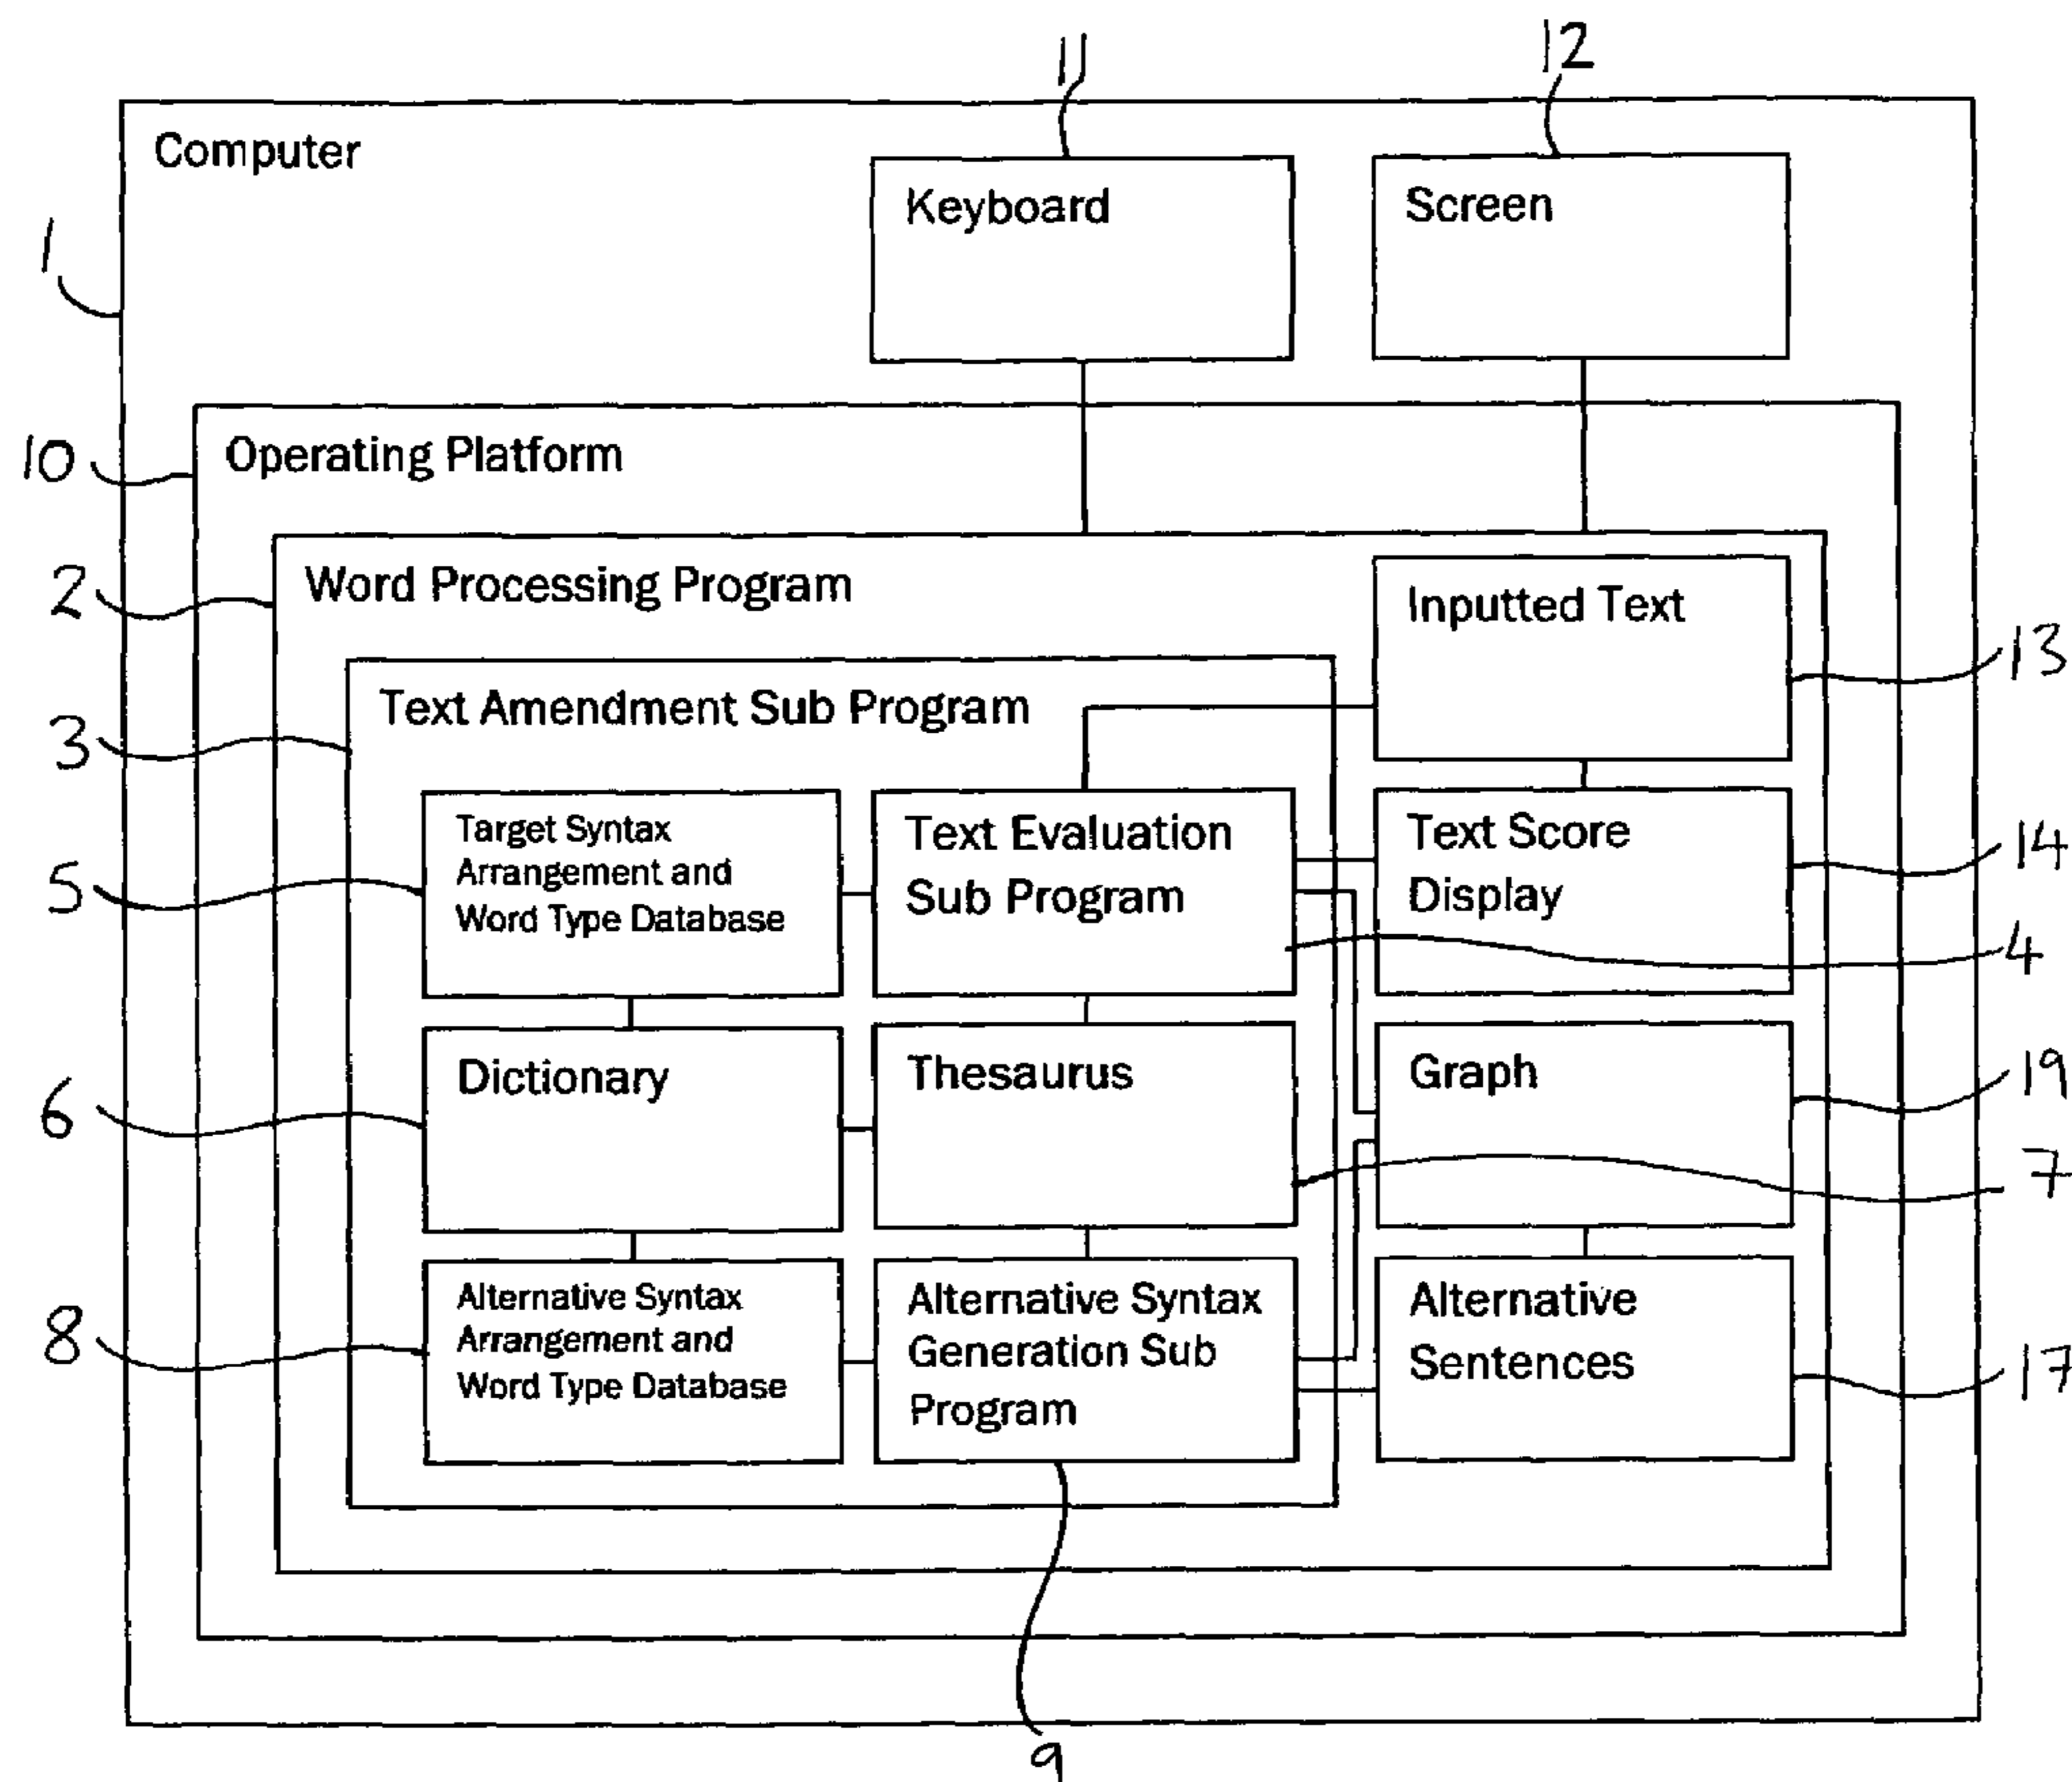 11
12
Computer
Keyboard
Screen
1
10
Operating Platform
2
Word Processing Program
Inputted Text
13
3
Text Amendment Sub Program
5
Target Syntax
Arrangement and
Word Type Database
Text Evaluation
Sub Program
Text Score
Display
14
4
6
Dictionary
Thesaurus
Graph
19
7
8
Alternative Syntax
Arrangement and
Word Type Database
Alternative Syntax
Generation Sub
Program
Alternative
Sentences
17
9